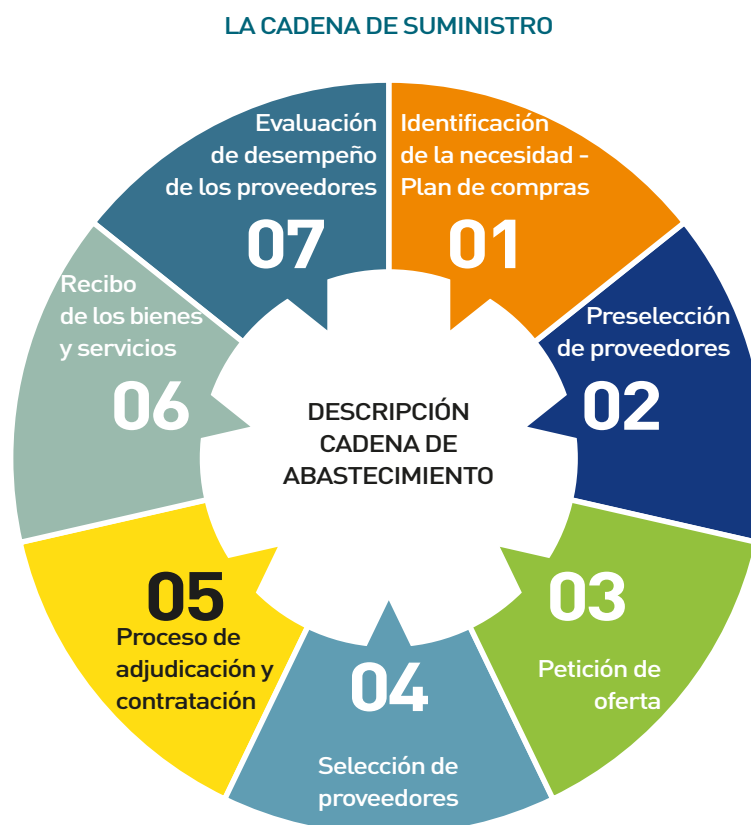 LA CADENA DE SUMINISTRO
Identificación
de la necesidad -
Plan de compras
01
Preselección
de proveedores
02
03
Petición de
oferta
04
Selección de
proveedores
05
Proceso de
adjudicación y
contratación
Recibo
de los bienes
y servicios
06
Evaluación
de desempeño
de los proveedores
07
DESCRIPCIÓN
CADENA DE
ABASTECIMIENTO